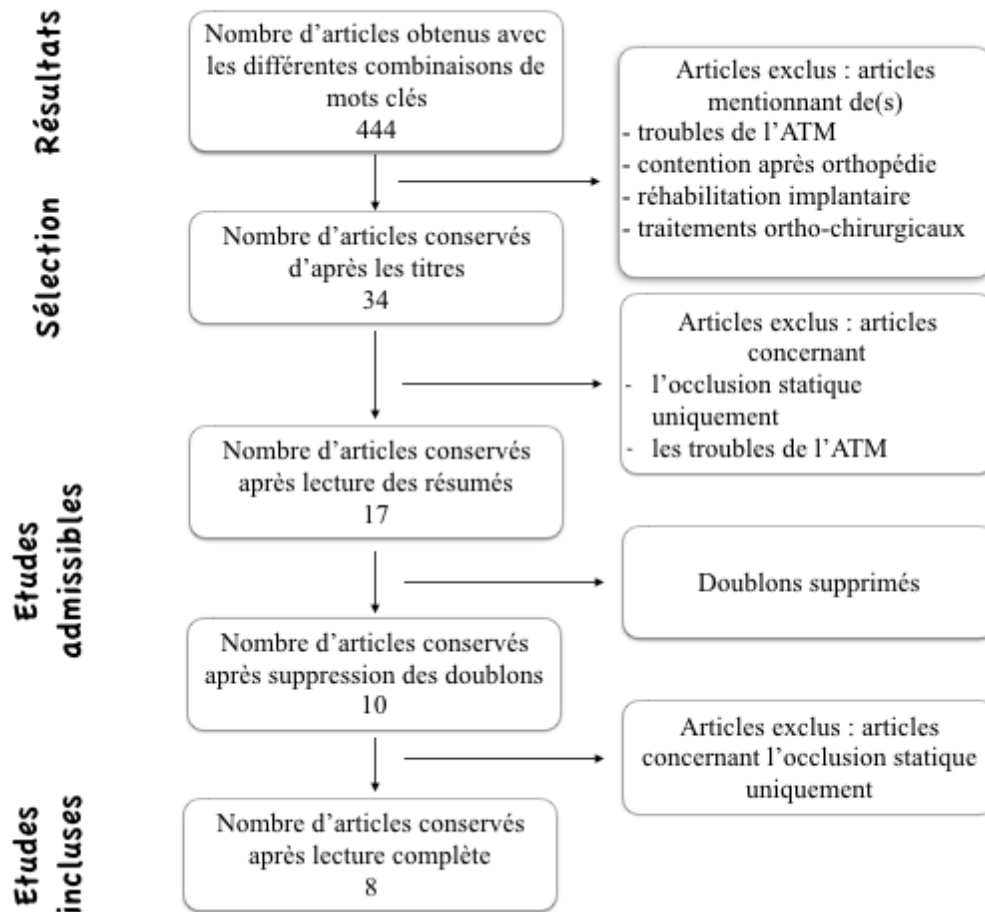 Résultats
Nombre d'articles obtenus avec
les différentes combinaisons de
mots clés
444
Articles exclus : articles
mentionnant de(s)
- troubles de l'ATM
- contention après orthopédie
- réhabilitation implantaire
- traitements ortho-chirurgicaux
Sélection
Nombre d'articles conservés
d'après les titres
34
Articles exclus : articles
concernant
- l'occlusion statique
uniquement
- les troubles de l'ATM
Nombre d'articles conservés
après lecture des résumés
17
Etudes
admissibles
Doublons supprimés
Nombre d'articles conservés
après suppression des doublons
10
Articles exclus : articles
concernant l'occlusion statique
uniquement
Etudes
incluses
Nombre d'articles conservés
après lecture complète
8